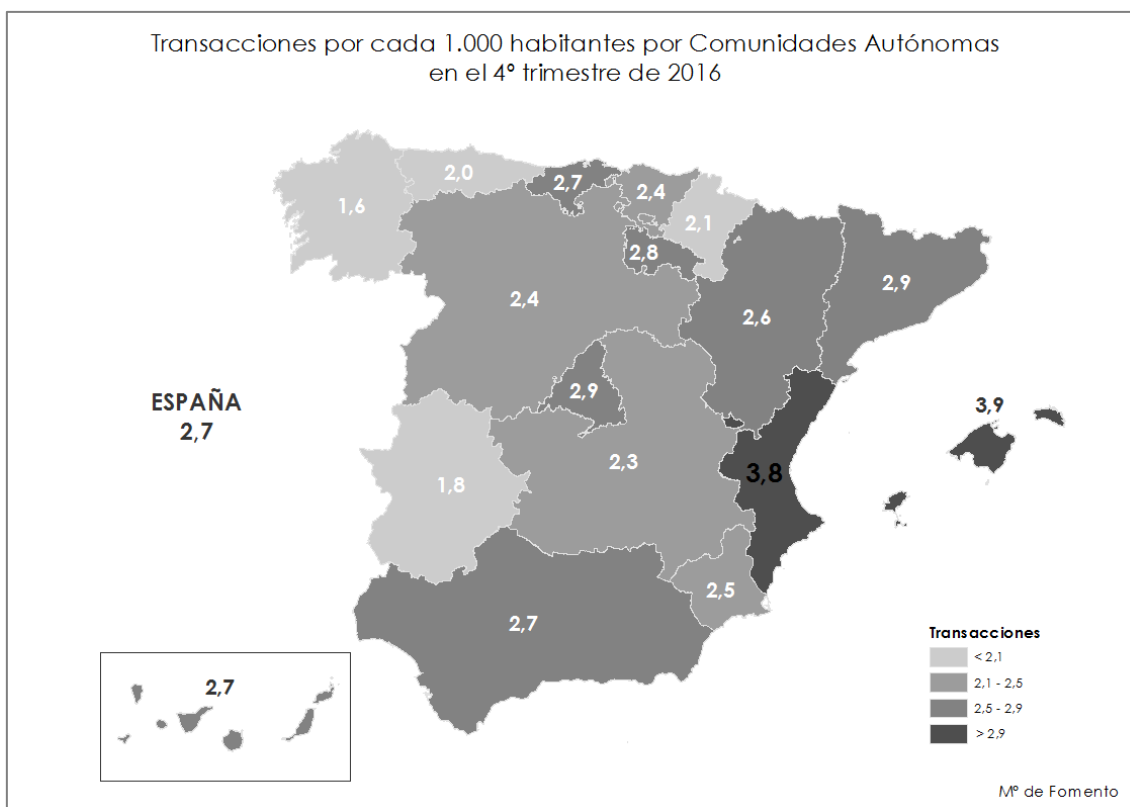 Transacciones por cada 1.000 habitantes por Comunidades Autónomas
en el 4º trimestre de 2016
2,0
2,7
2,4
1,6
2,1
2,8
2,9
2,4
2,6
2,9
ESPAÑA
2,7
3,9
2,3
3,8
1,8
2,5
2,7
Transacciones
< 2,1
2,1 - 2,5
2,5 - 2,9
> 2,9
2,7
Mº de Fomento